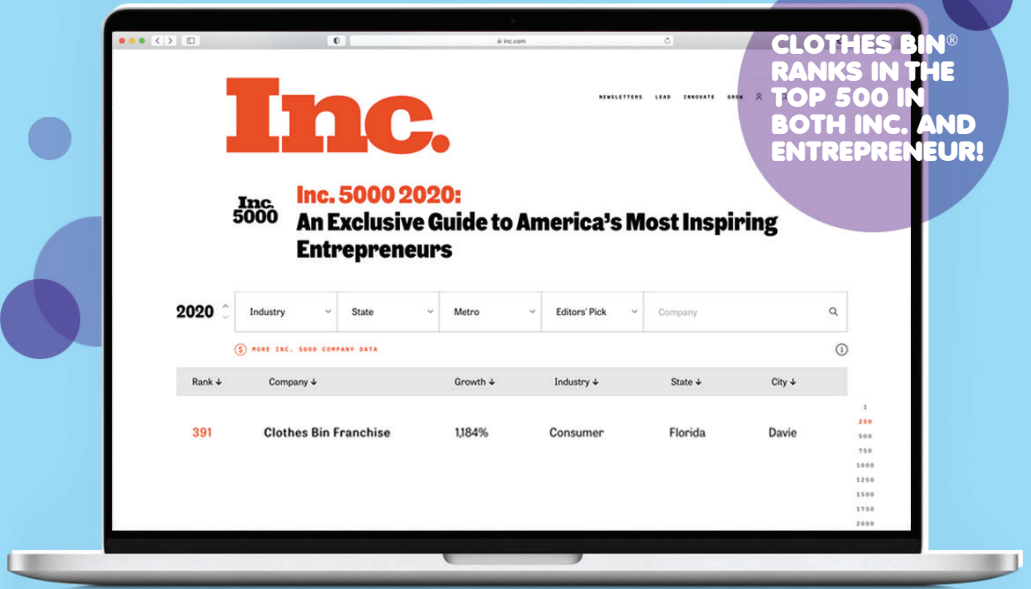 inc.com
CLOTHES BIN®
RANKS IN THE
TOP 500 IN
BOTH INC. AND
ENTREPRENEUR!
Inc.
NEWSLETTERS LEAD INNOVATE GROW
Inc.
5000
Inc. 5000 2020:
An Exclusive Guide to America's Most Inspiring
Entrepreneurs
2020 Industry State Metro Editors' Pick Company
$ MORE INC. 5000 COMPANY DATA
Rank ↓ Company ↓ Growth ↓ Industry ↓ State ↓ City ↓
391 Clothes Bin Franchise 1,184% Consumer Florida Davie
1
250
500
750
1000
1250
1500
1750
2000